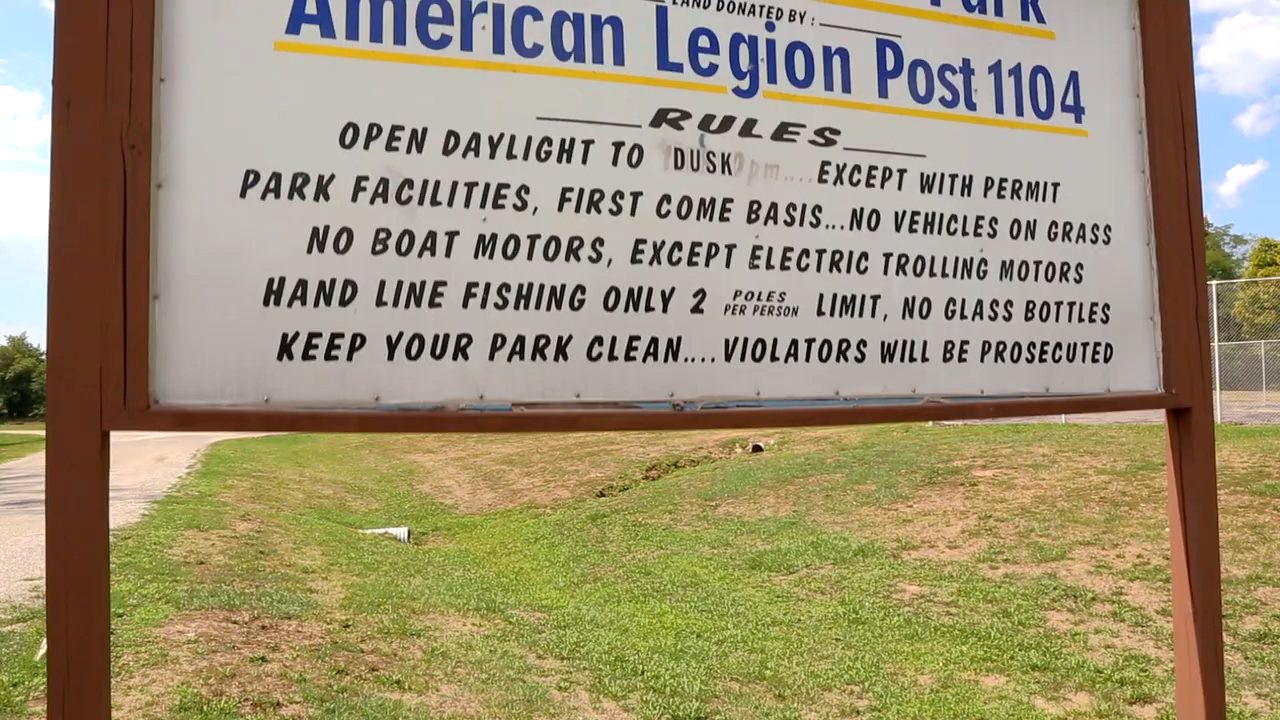 Park
LAND DONATED BY :
American Legion Post 1104
RULES
OPEN DAYLIGHT TO DUSK pm.... EXCEPT WITH PERMIT
PARK FACILITIES, FIRST COME BASIS...NO VEHICLES ON GRASS
NO BOAT MOTORS, EXCEPT ELECTRIC TROLLING MOTORS
HAND LINE FISHING ONLY 2 POLES PER PERSON LIMIT, NO GLASS BOTTLES
KEEP YOUR PARK CLEAN....VIOLATORS WILL BE PROSECUTED